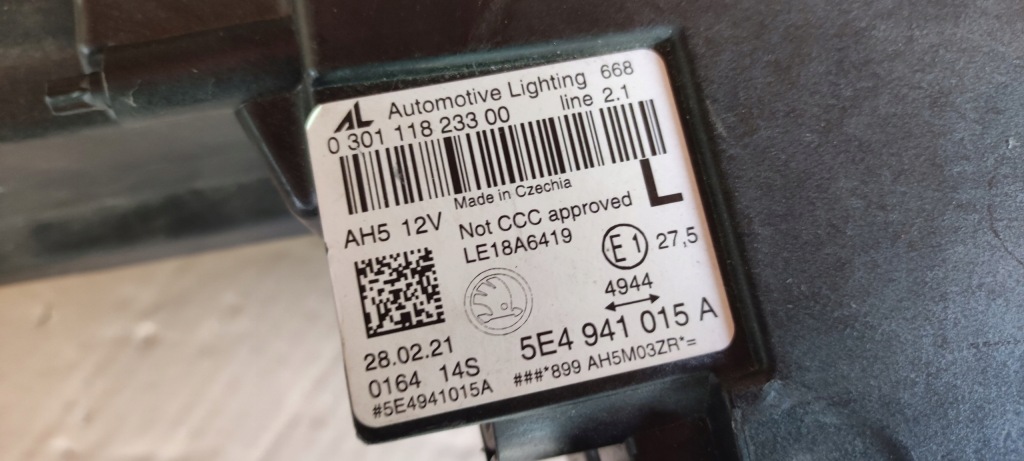 AL Automotive Lighting 668
0 301 118 233 00 line 2.1
Made in Czechia
L
AH5 12V Not CCC approved
LE18A6419
E1 27,5
4944
5E4 941 015 A
28.02.21
0164 14S ###*899 AH5M03ZR*=
#5E4941015A